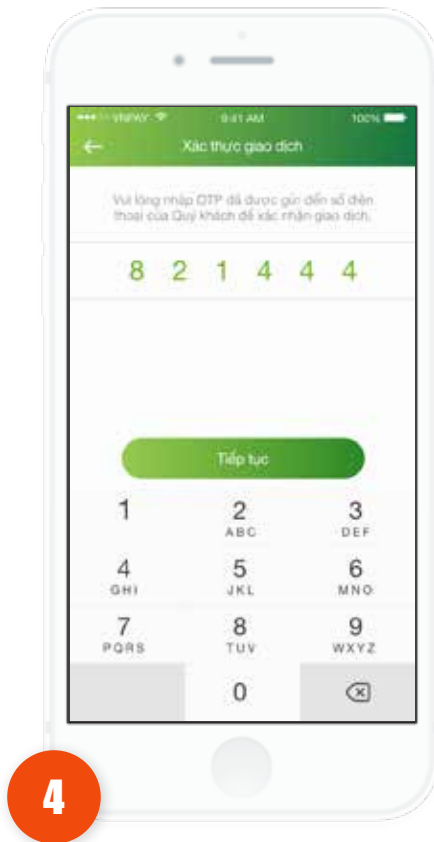 VNPAY 9:41 AM 100%
Xác thực giao dịch
Vui lòng nhập OTP đã được gửi đến số điện
thoại của Quý khách để xác nhận giao dịch.
8 2 1 4 4 4
Tiếp tục
1 2 3
ABC DEF
4 5 6
GHI JKL MNO
7 8 9
PQRS TUV WXYZ
0
4